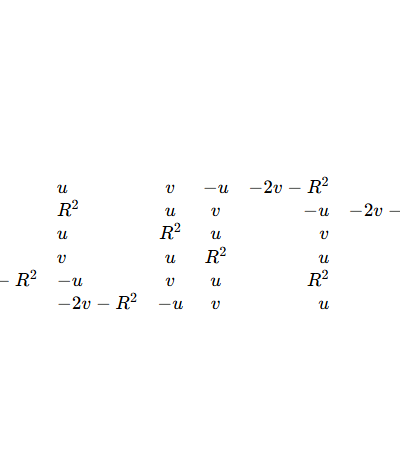 u v −u −2v − R²
R² u v −u −2v −
u R² u v
v u R² u
− R² −u v u R²
−2v − R² −u v u